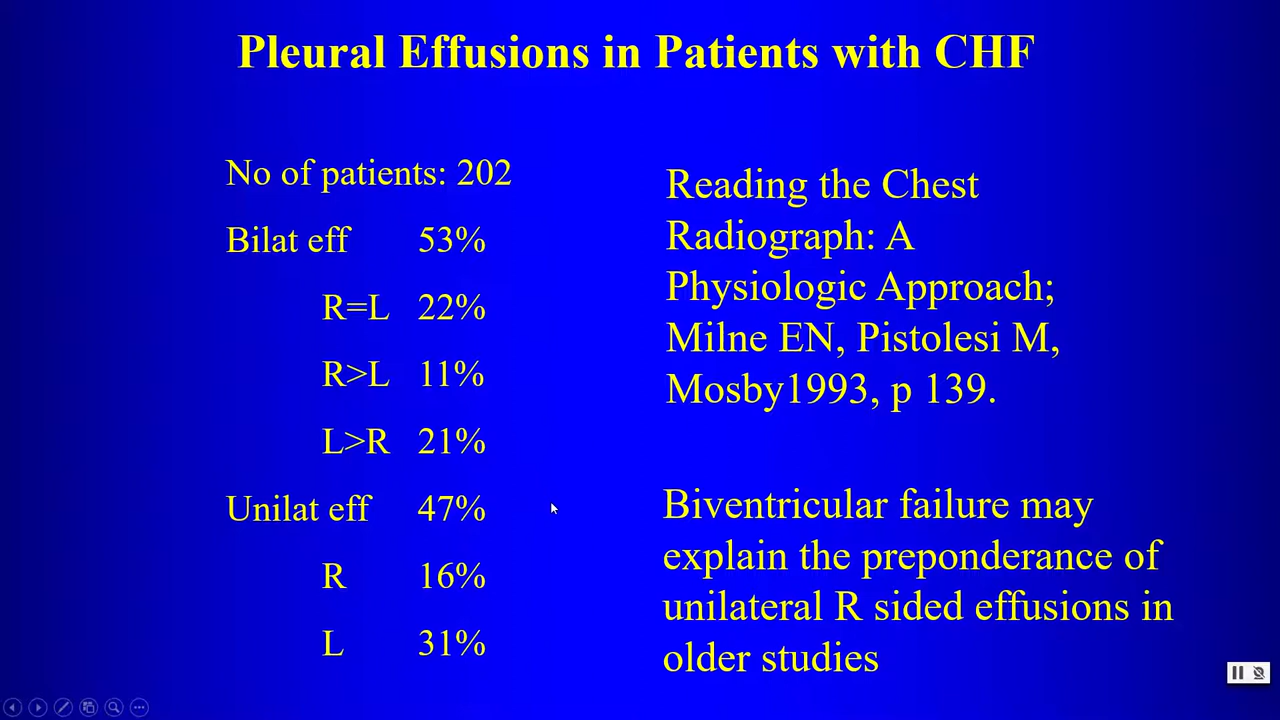 Pleural Effusions in Patients with CHF
No of patients: 202
Bilat eff 53%
R=L 22%
R>L 11%
L>R 21%
Unilat eff 47%
R 16%
L 31%
Reading the Chest
Radiograph: A
Physiologic Approach;
Milne EN, Pistolesi M,
Mosby1993, p 139.
Biventricular failure may
explain the preponderance of
unilateral R sided effusions in
older studies